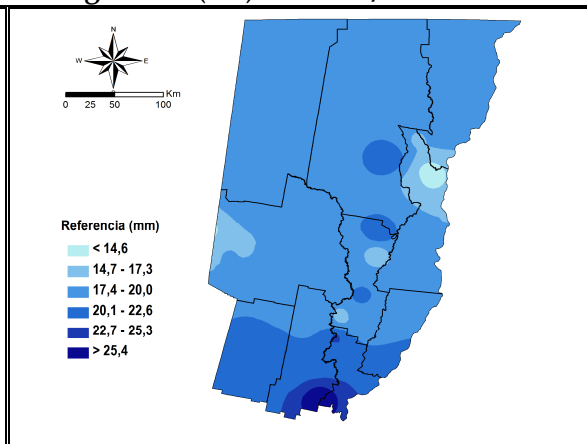 N
W E
S
Km
0 25 50 100
Referencia (mm)
< 14,6
14,7 - 17,3
17,4 - 20,0
20,1 - 22,6
22,7 - 25,3
> 25,4